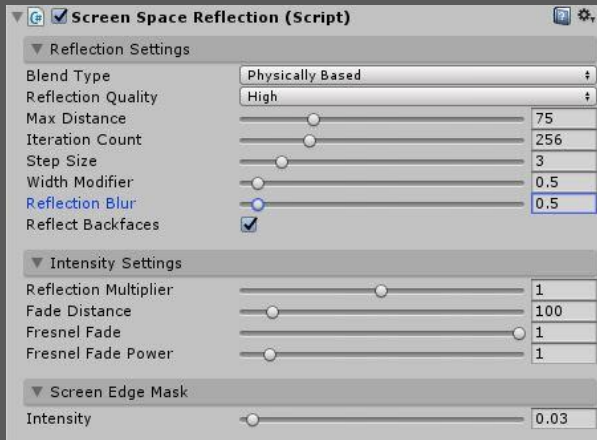 Screen Space Reflection (Script)
Reflection Settings
Blend Type Physically Based
Reflection Quality High
Max Distance 75
Iteration Count 256
Step Size 3
Width Modifier 0.5
Reflection Blur 0.5
Reflect Backfaces
Intensity Settings
Reflection Multiplier 1
Fade Distance 100
Fresnel Fade 1
Fresnel Fade Power 1
Screen Edge Mask
Intensity 0.03